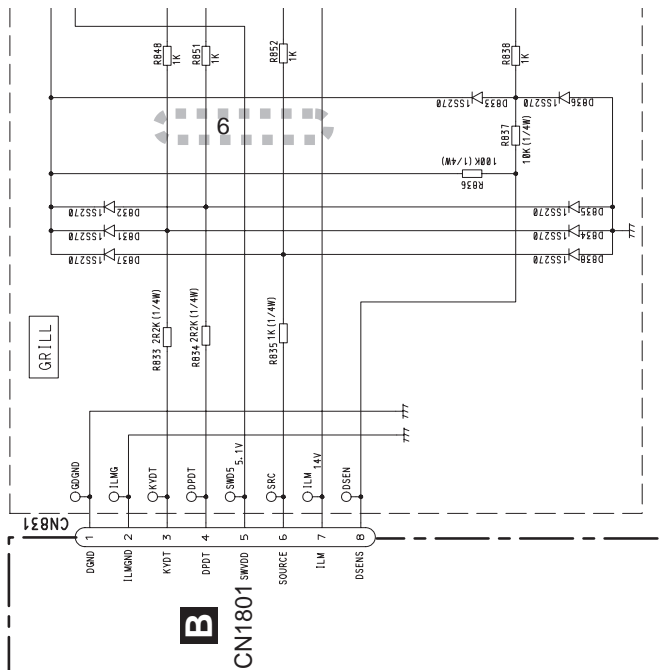 R848
1K
R851
1K
R852
1K
R838
1K
D833
1SS270
D836
1SS270
6
R837
10K(1/4W)
100K(1/4W)
R836
1SS270
D832
1SS270
D835
1SS270
D831
1SS270
D834
1SS270
D837
1SS270
D838
GRILL
R833 2R2K(1/4W)
R834 2R2K(1/4W)
R835 1K(1/4W)
GDGND
ILMG
KYDT
DPDT
SWD5
5.1V
SRC
ILM
14V
DSEN
CN831
1
2
3
4
5
6
7
8
DGND
ILMGND
KYDT
DPDT
SWVDD
SOURCE
ILM
DSENS
B
CN1801